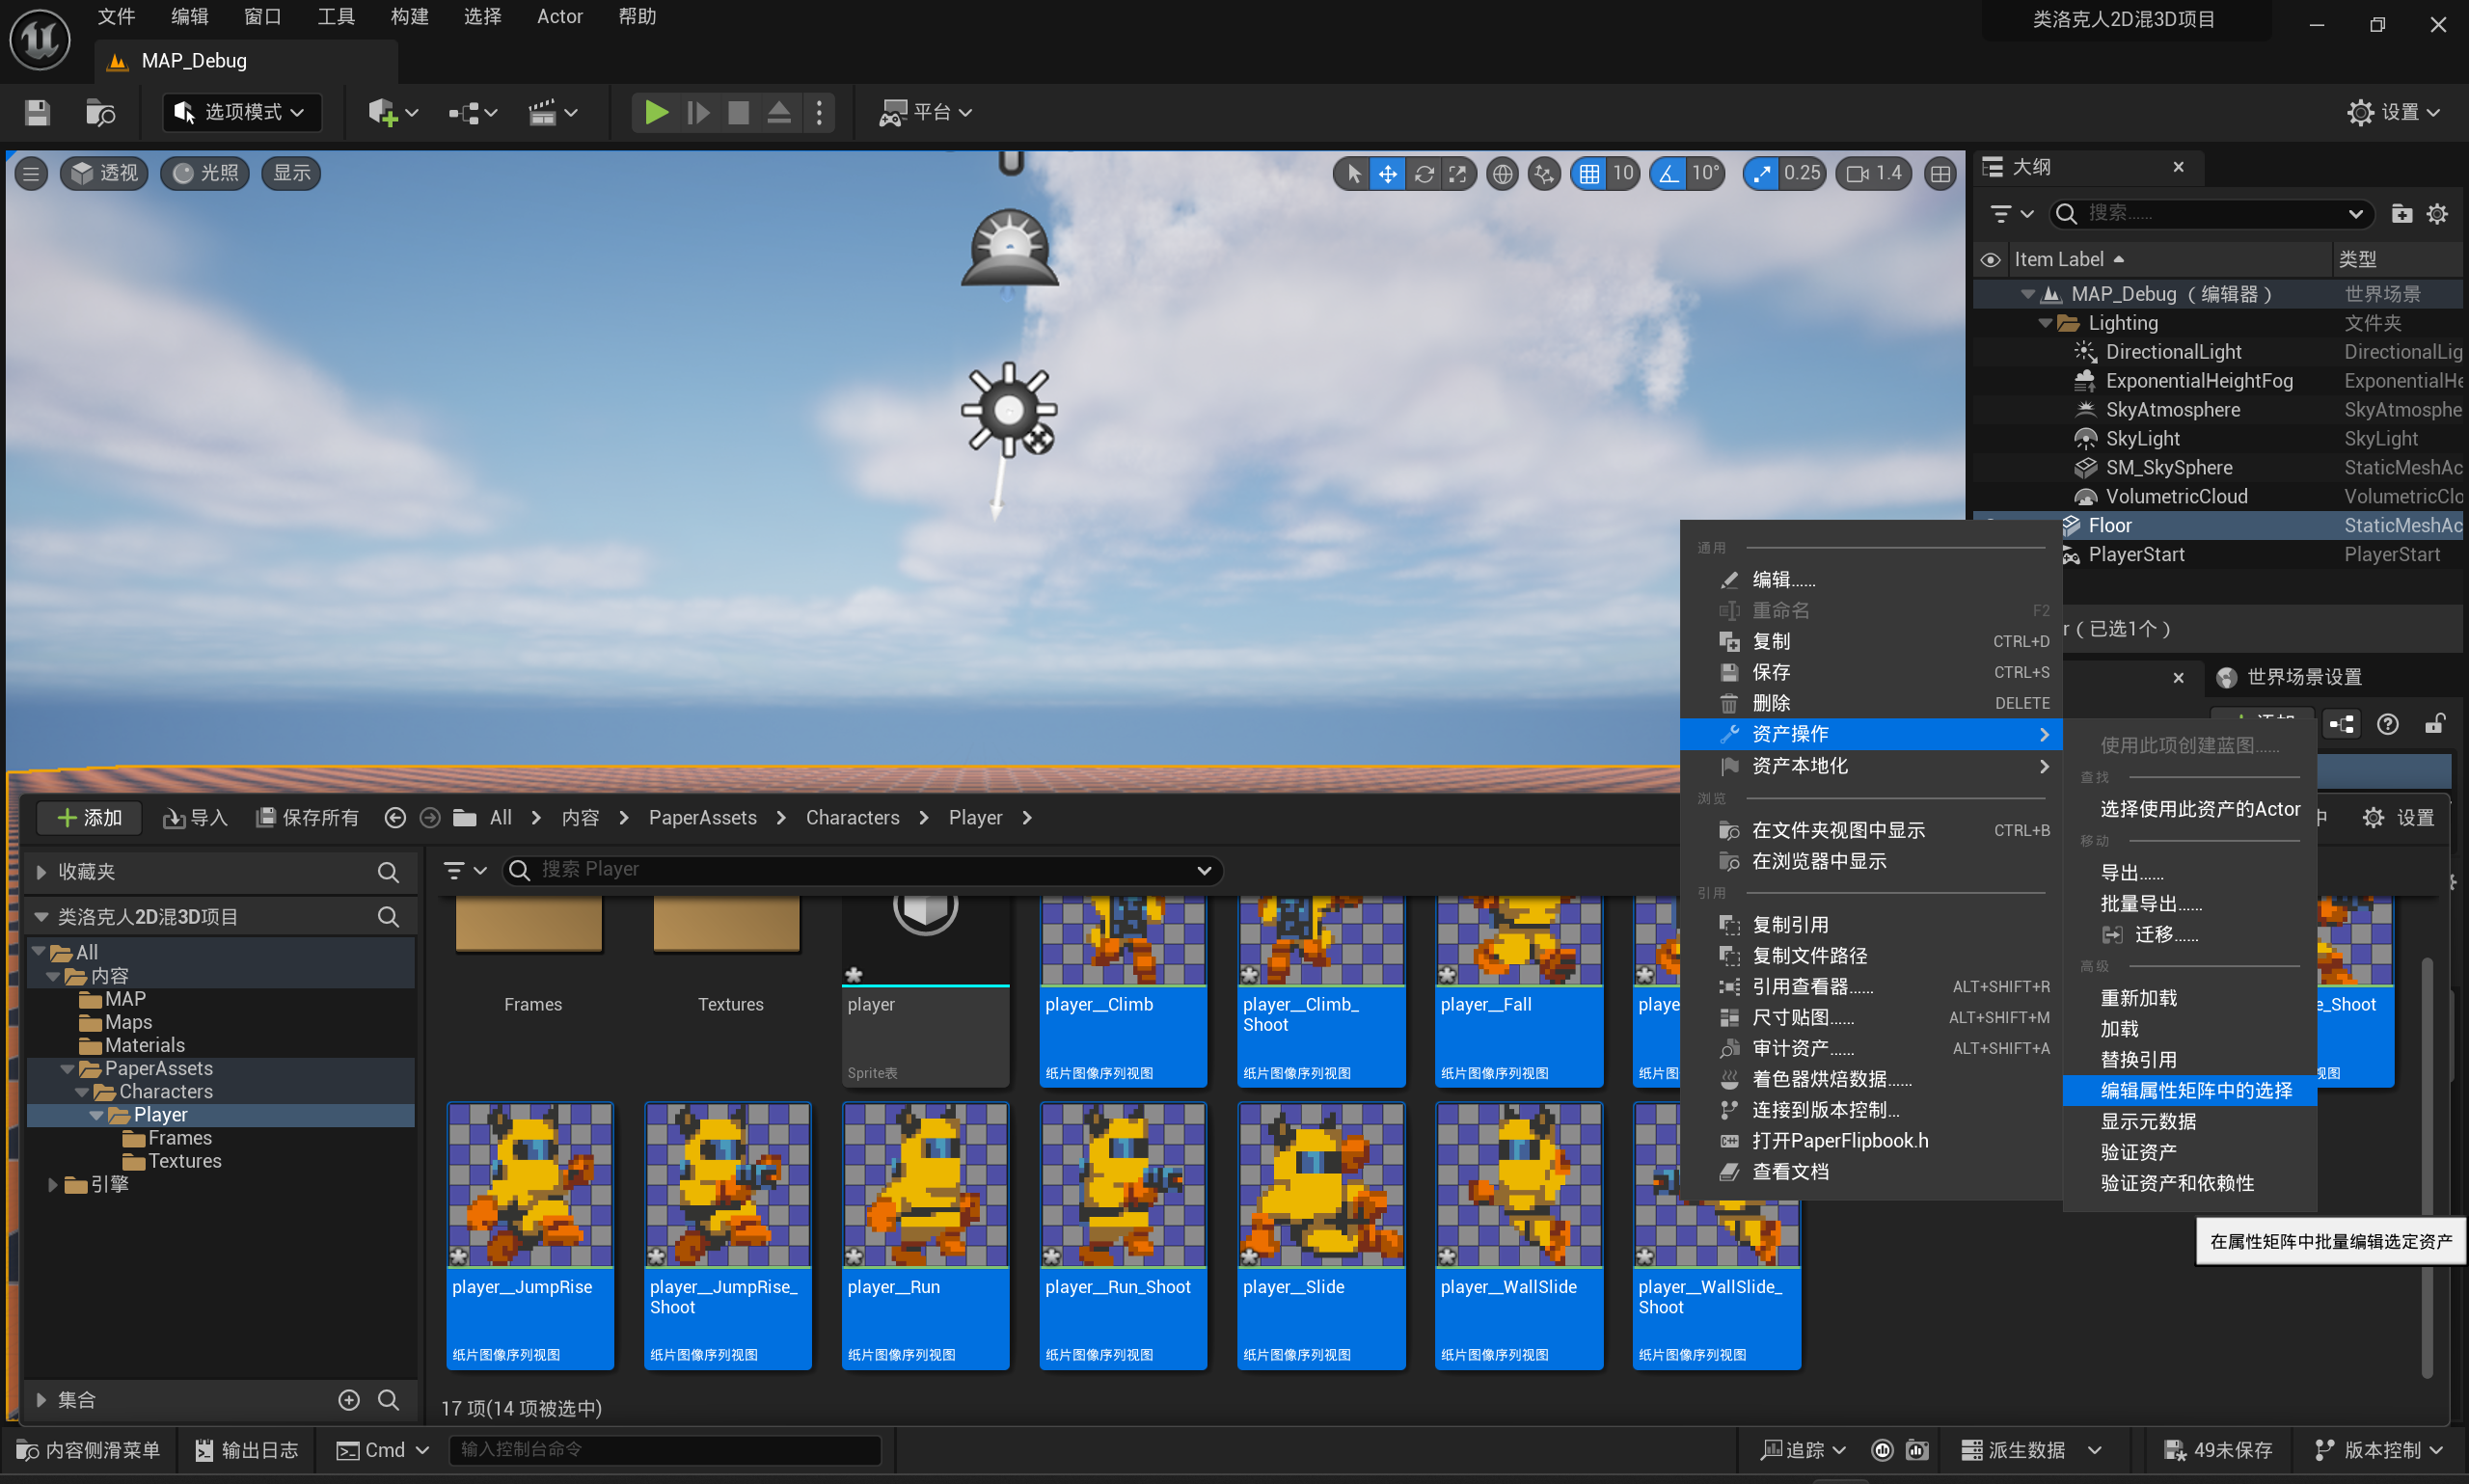 文件 编辑 窗口 工具 构建 选择 Actor 帮助
类洛克人2D混3D项目
MAP_Debug
选项模式
平台
设置
透视 光照 显示
10 10° 0.25 1.4
大纲
搜索......
Item Label 类型
MAP_Debug （编辑器） 世界场景
Lighting 文件夹
DirectionalLight DirectionalLig
ExponentialHeightFog ExponentialHe
SkyAtmosphere SkyAtmosphe
SkyLight SkyLight
SM_SkySphere StaticMeshAc
VolumetricCloud VolumetricClo
Floor StaticMeshAc
PlayerStart PlayerStart
r（已选1个）
世界场景设置
通用
编辑......
重命名 F2
复制 CTRL+D
保存 CTRL+S
删除 DELETE
资产操作
资产本地化
浏览
在文件夹视图中显示 CTRL+B
在浏览器中显示
引用
复制引用
复制文件路径
引用查看器...... ALT+SHIFT+R
尺寸贴图...... ALT+SHIFT+M
审计资产...... ALT+SHIFT+A
着色器烘焙数据......
连接到版本控制...
打开PaperFlipbook.h
查看文档
使用此项创建蓝图......
查找
选择使用此资产的Actor
移动
导出......
批量导出......
迁移......
高级
重新加载
加载
替换引用
编辑属性矩阵中的选择
显示元数据
验证资产
验证资产和依赖性
在属性矩阵中批量编辑选定资产
添加 导入 保存所有 All 内容 PaperAssets Characters Player
设置
收藏夹
类洛克人2D混3D项目
All
内容
MAP
Maps
Materials
PaperAssets
Characters
Player
Frames
Textures
引擎
集合
搜索 Player
Frames
Textures
player
Sprite表
player__Climb
纸片图像序列视图
player__Climb_
Shoot
纸片图像序列视图
player__Fall
纸片图像序列视图
playe
纸片图
e_Shoot
视图
player__JumpRise
纸片图像序列视图
player__JumpRise_
Shoot
纸片图像序列视图
player__Run
纸片图像序列视图
player__Run_Shoot
纸片图像序列视图
player__Slide
纸片图像序列视图
player__WallSlide
纸片图像序列视图
player__WallSlide_
Shoot
纸片图像序列视图
17 项(14 项被选中)
内容侧滑菜单 输出日志 Cmd 输入控制台命令
追踪 派生数据 49未保存 版本控制